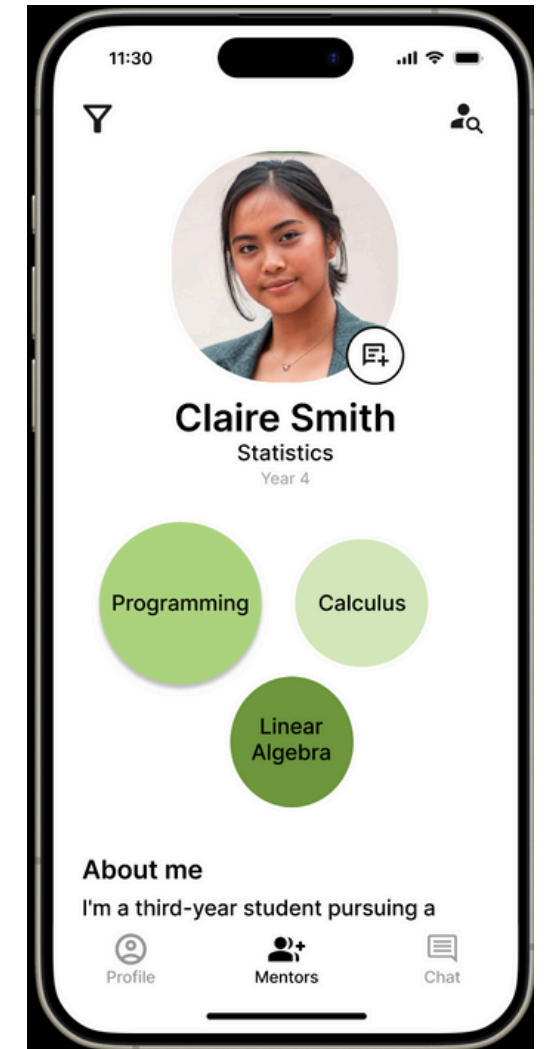 11:30
Claire Smith
Statistics
Year 4
Programming
Calculus
Linear
Algebra
About me
I'm a third-year student pursuing a
Profile
Mentors
Chat